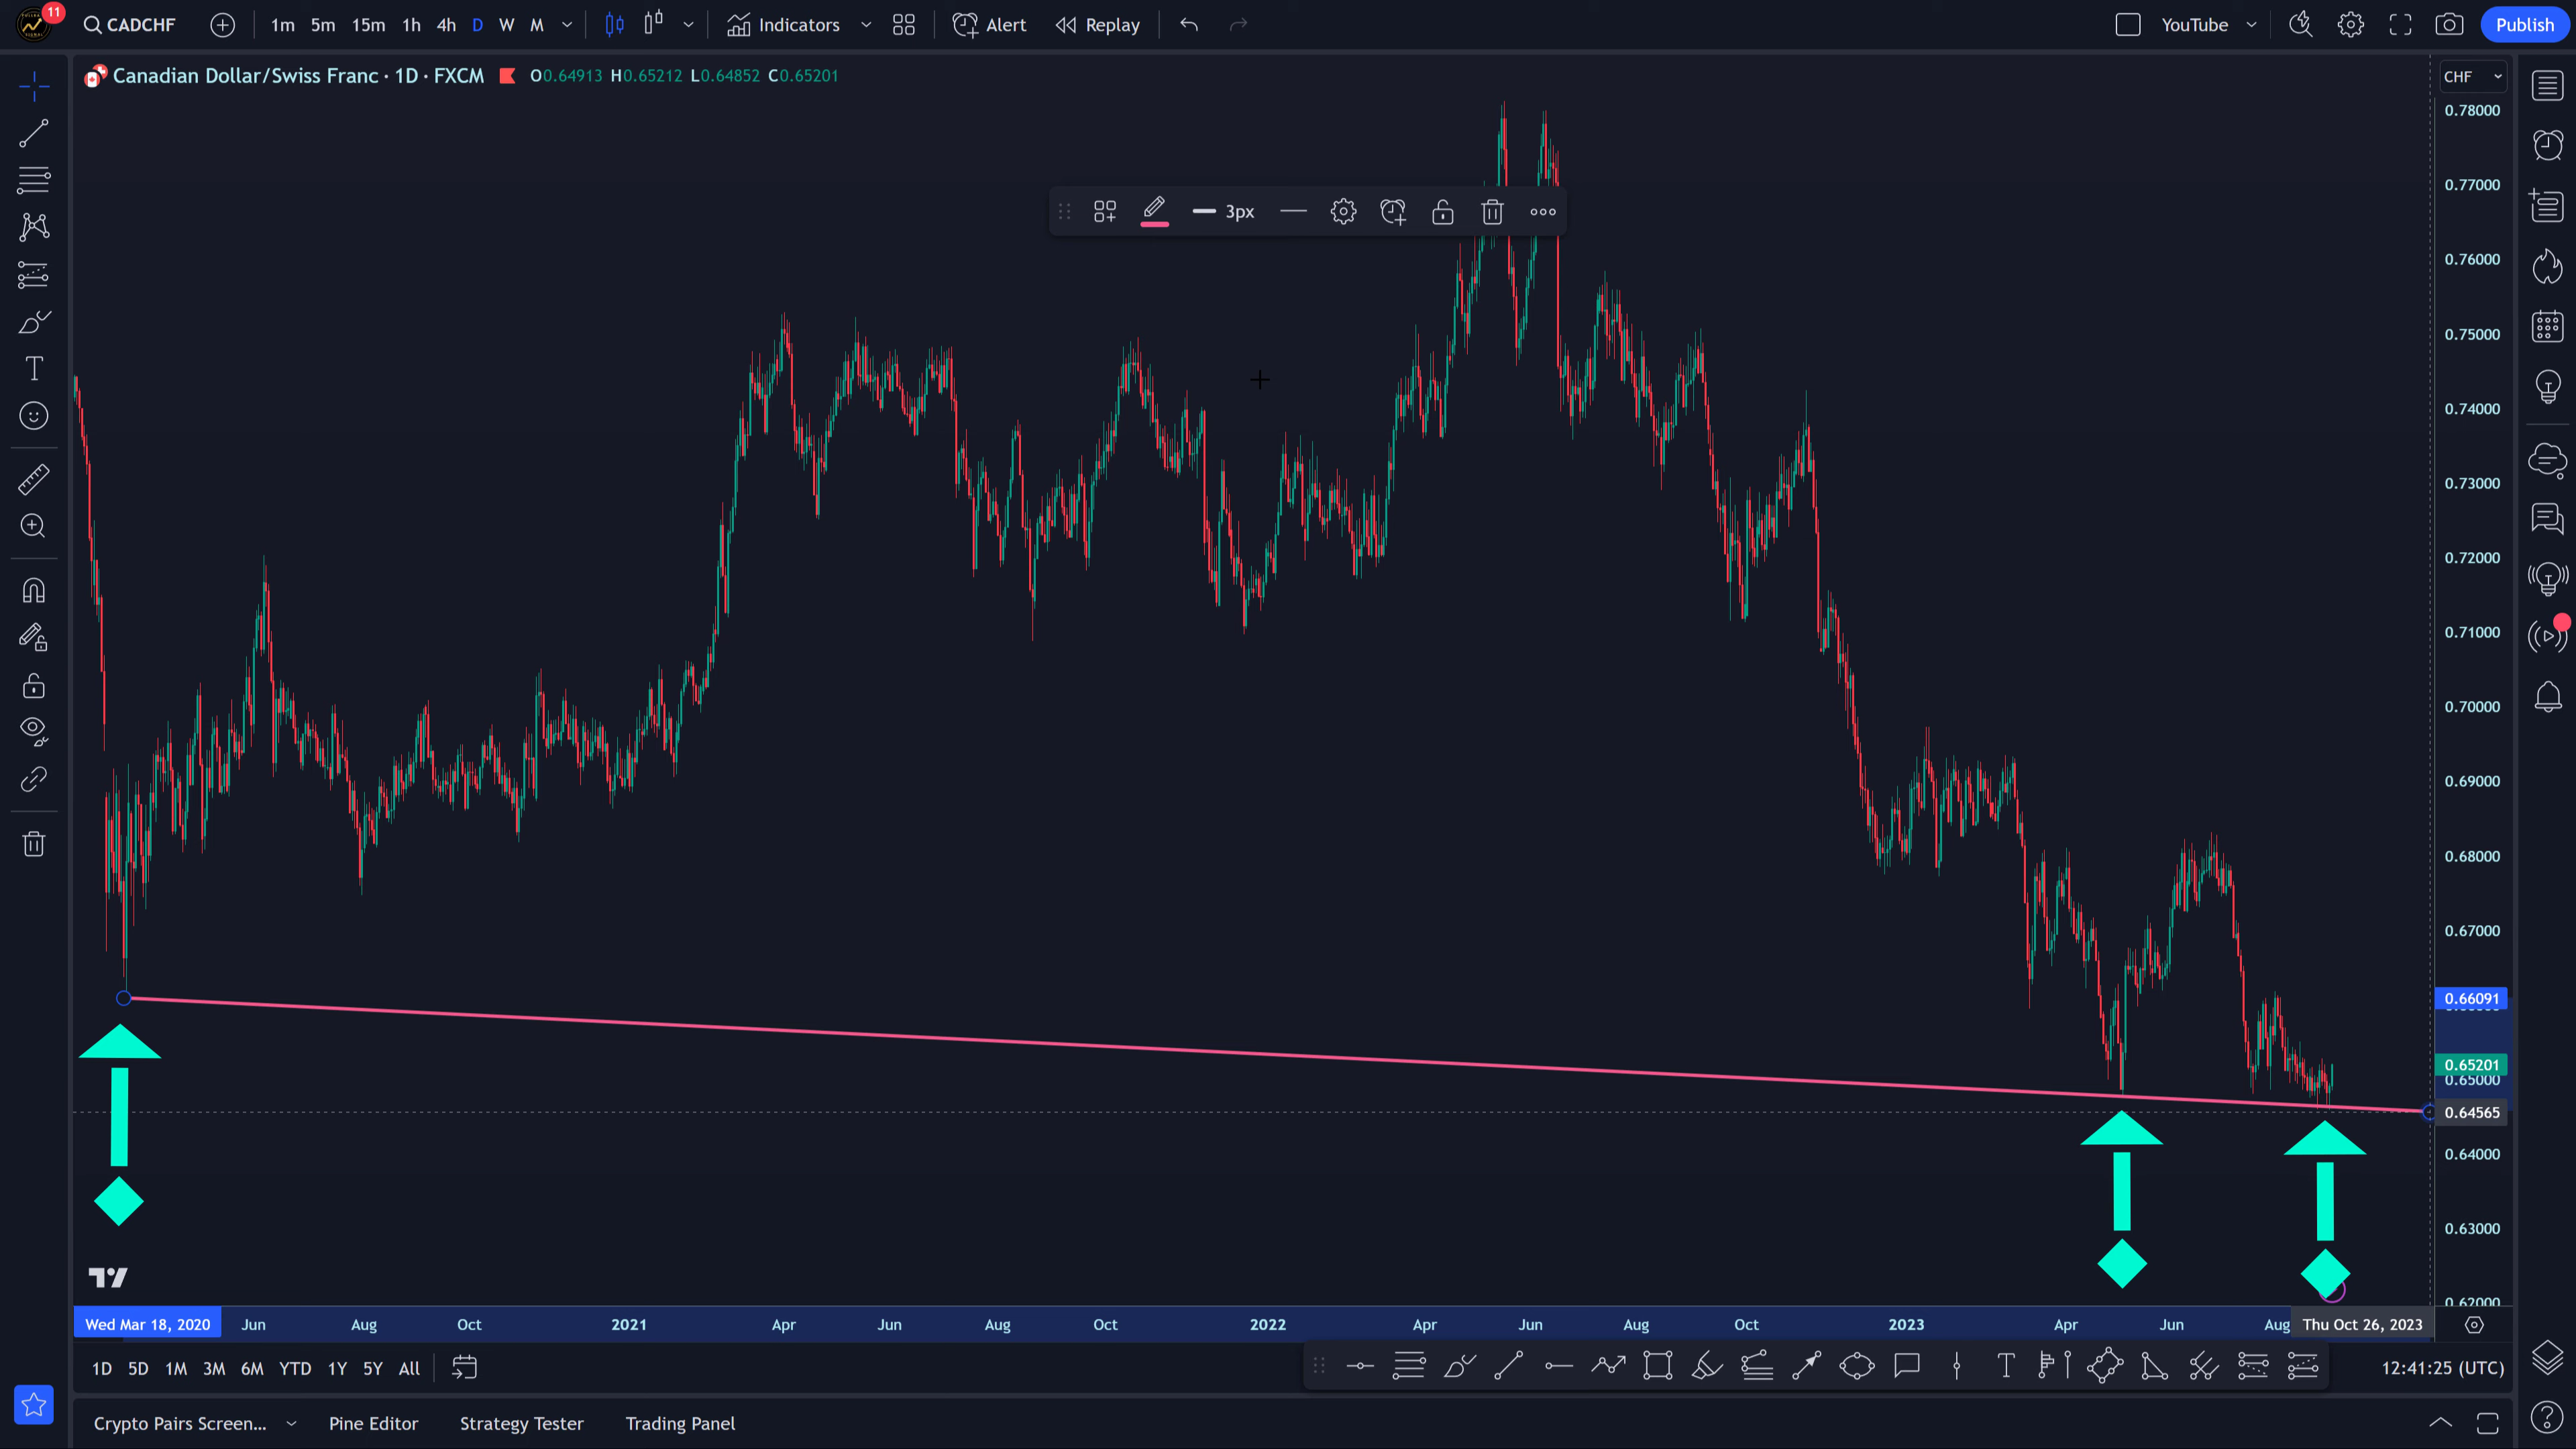 11
CADCHF 1m 5m 15m 1h 4h D W M Indicators Alert Replay YouTube Publish
Canadian Dollar/Swiss Franc · 1D · FXCM O0.64913 H0.65212 L0.64852 C0.65201
CHF
0.78000
0.77000
3px
0.76000
0.75000
0.74000
0.73000
0.72000
0.71000
0.70000
0.69000
0.68000
0.67000
0.66091
0.65201
0.65000
0.64565
0.64000
0.63000
0.62000
Wed Mar 18, 2020 Jun Aug Oct 2021 Apr Jun Aug Oct 2022 Apr Jun Aug Oct 2023 Apr Jun Aug Thu Oct 26, 2023
1D 5D 1M 3M 6M YTD 1Y 5Y All 12:41:25 (UTC)
Crypto Pairs Screen... Pine Editor Strategy Tester Trading Panel